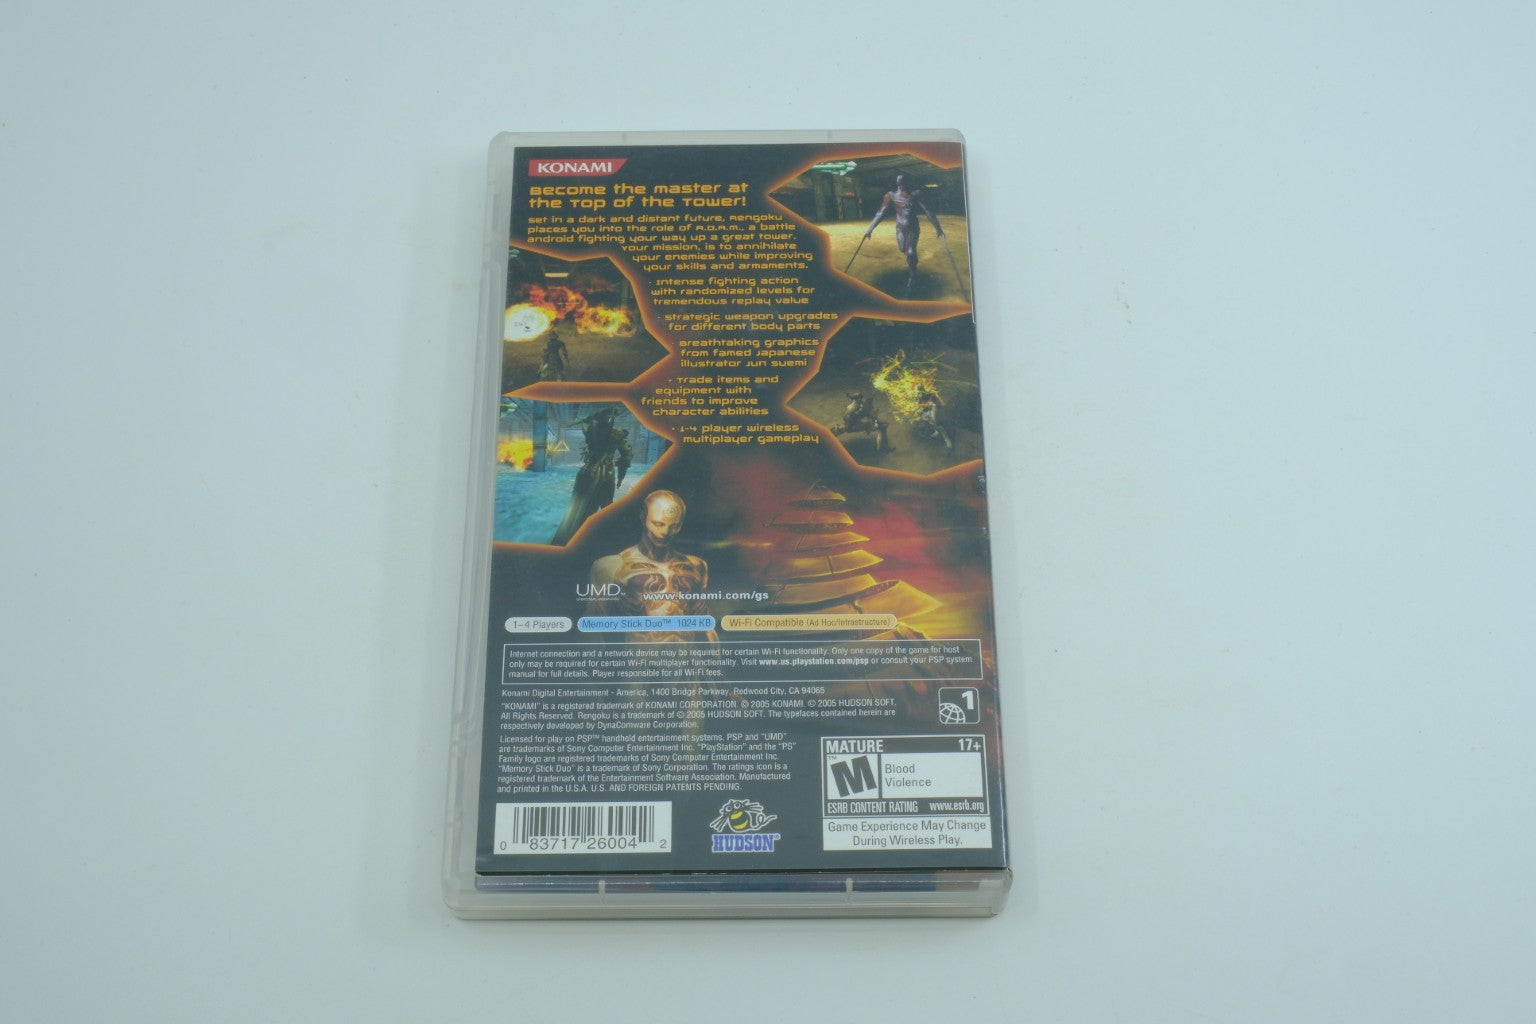 KONAMI
Become the master at
the Top of the Tower!
Set in a dark and distant future, Rengoku
places you into the role of A.D.A.M., a battle
android fighting your way up a great tower.
Your mission, is to annihilate
your enemies while improving
your skills and armaments.
· Intense fighting action
with randomized levels for
tremendous replay value
· Strategic weapon upgrades
for different body parts
Breathtaking graphics
from famed Japanese
illustrator Jun Suemi
· Trade items and
equipment with
friends to improve
character abilities
· 1-4 player wireless
multiplayer gameplay
UMD™
www.konami.com/gs
1–4 Players
Memory Stick Duo™ 1024 KB
Wi-Fi Compatible (Ad Hoc/Infrastructure)
Internet connection and a network device may be required for certain Wi-Fi functionality. Only one copy of the game for host
only may be required for certain Wi-Fi multiplayer functionality. Visit www.us.playstation.com/psp or consult your PSP system
manual for full details. Player responsible for all Wi-Fi fees.
Konami Digital Entertainment - America, 1400 Bridge Parkway, Redwood City, CA 94065
"KONAMI" is a registered trademark of KONAMI CORPORATION. © 2005 KONAMI. © 2005 HUDSON SOFT.
All Rights Reserved. Rengoku is a trademark of © 2005 HUDSON SOFT. The typefaces contained herein are
respectively developed by DynaComware Corporation.
Licensed for play on PSP™ handheld entertainment systems. PSP and "UMD"
are trademarks of Sony Computer Entertainment Inc. "PlayStation" and the "PS"
Family logo are registered trademarks of Sony Computer Entertainment Inc.
"Memory Stick Duo" is a trademark of Sony Corporation. The ratings icon is a
registered trademark of the Entertainment Software Association. Manufactured
and printed in the U.S.A. U.S. AND FOREIGN PATENTS PENDING.
1
MATURE 17+
M
™
Blood
Violence
ESRB CONTENT RATING www.esrb.org
Game Experience May Change
During Wireless Play.
0 83717 26004 2
HUDSON®